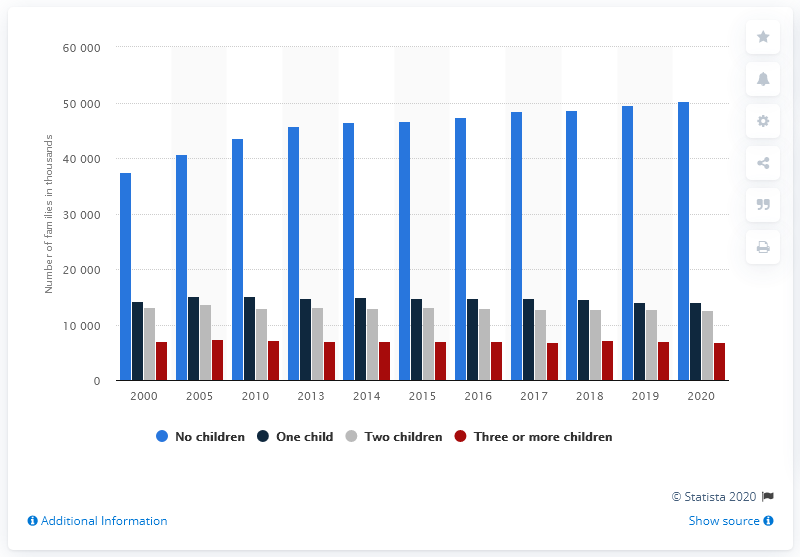 60 000
50 000
40 000
30 000
20 000
10 000
0
Number of families in thousands
2000 2005 2010 2013 2014 2015 2016 2017 2018 2019 2020
No children One child Two children Three or more children
© Statista 2020
Additional Information Show source